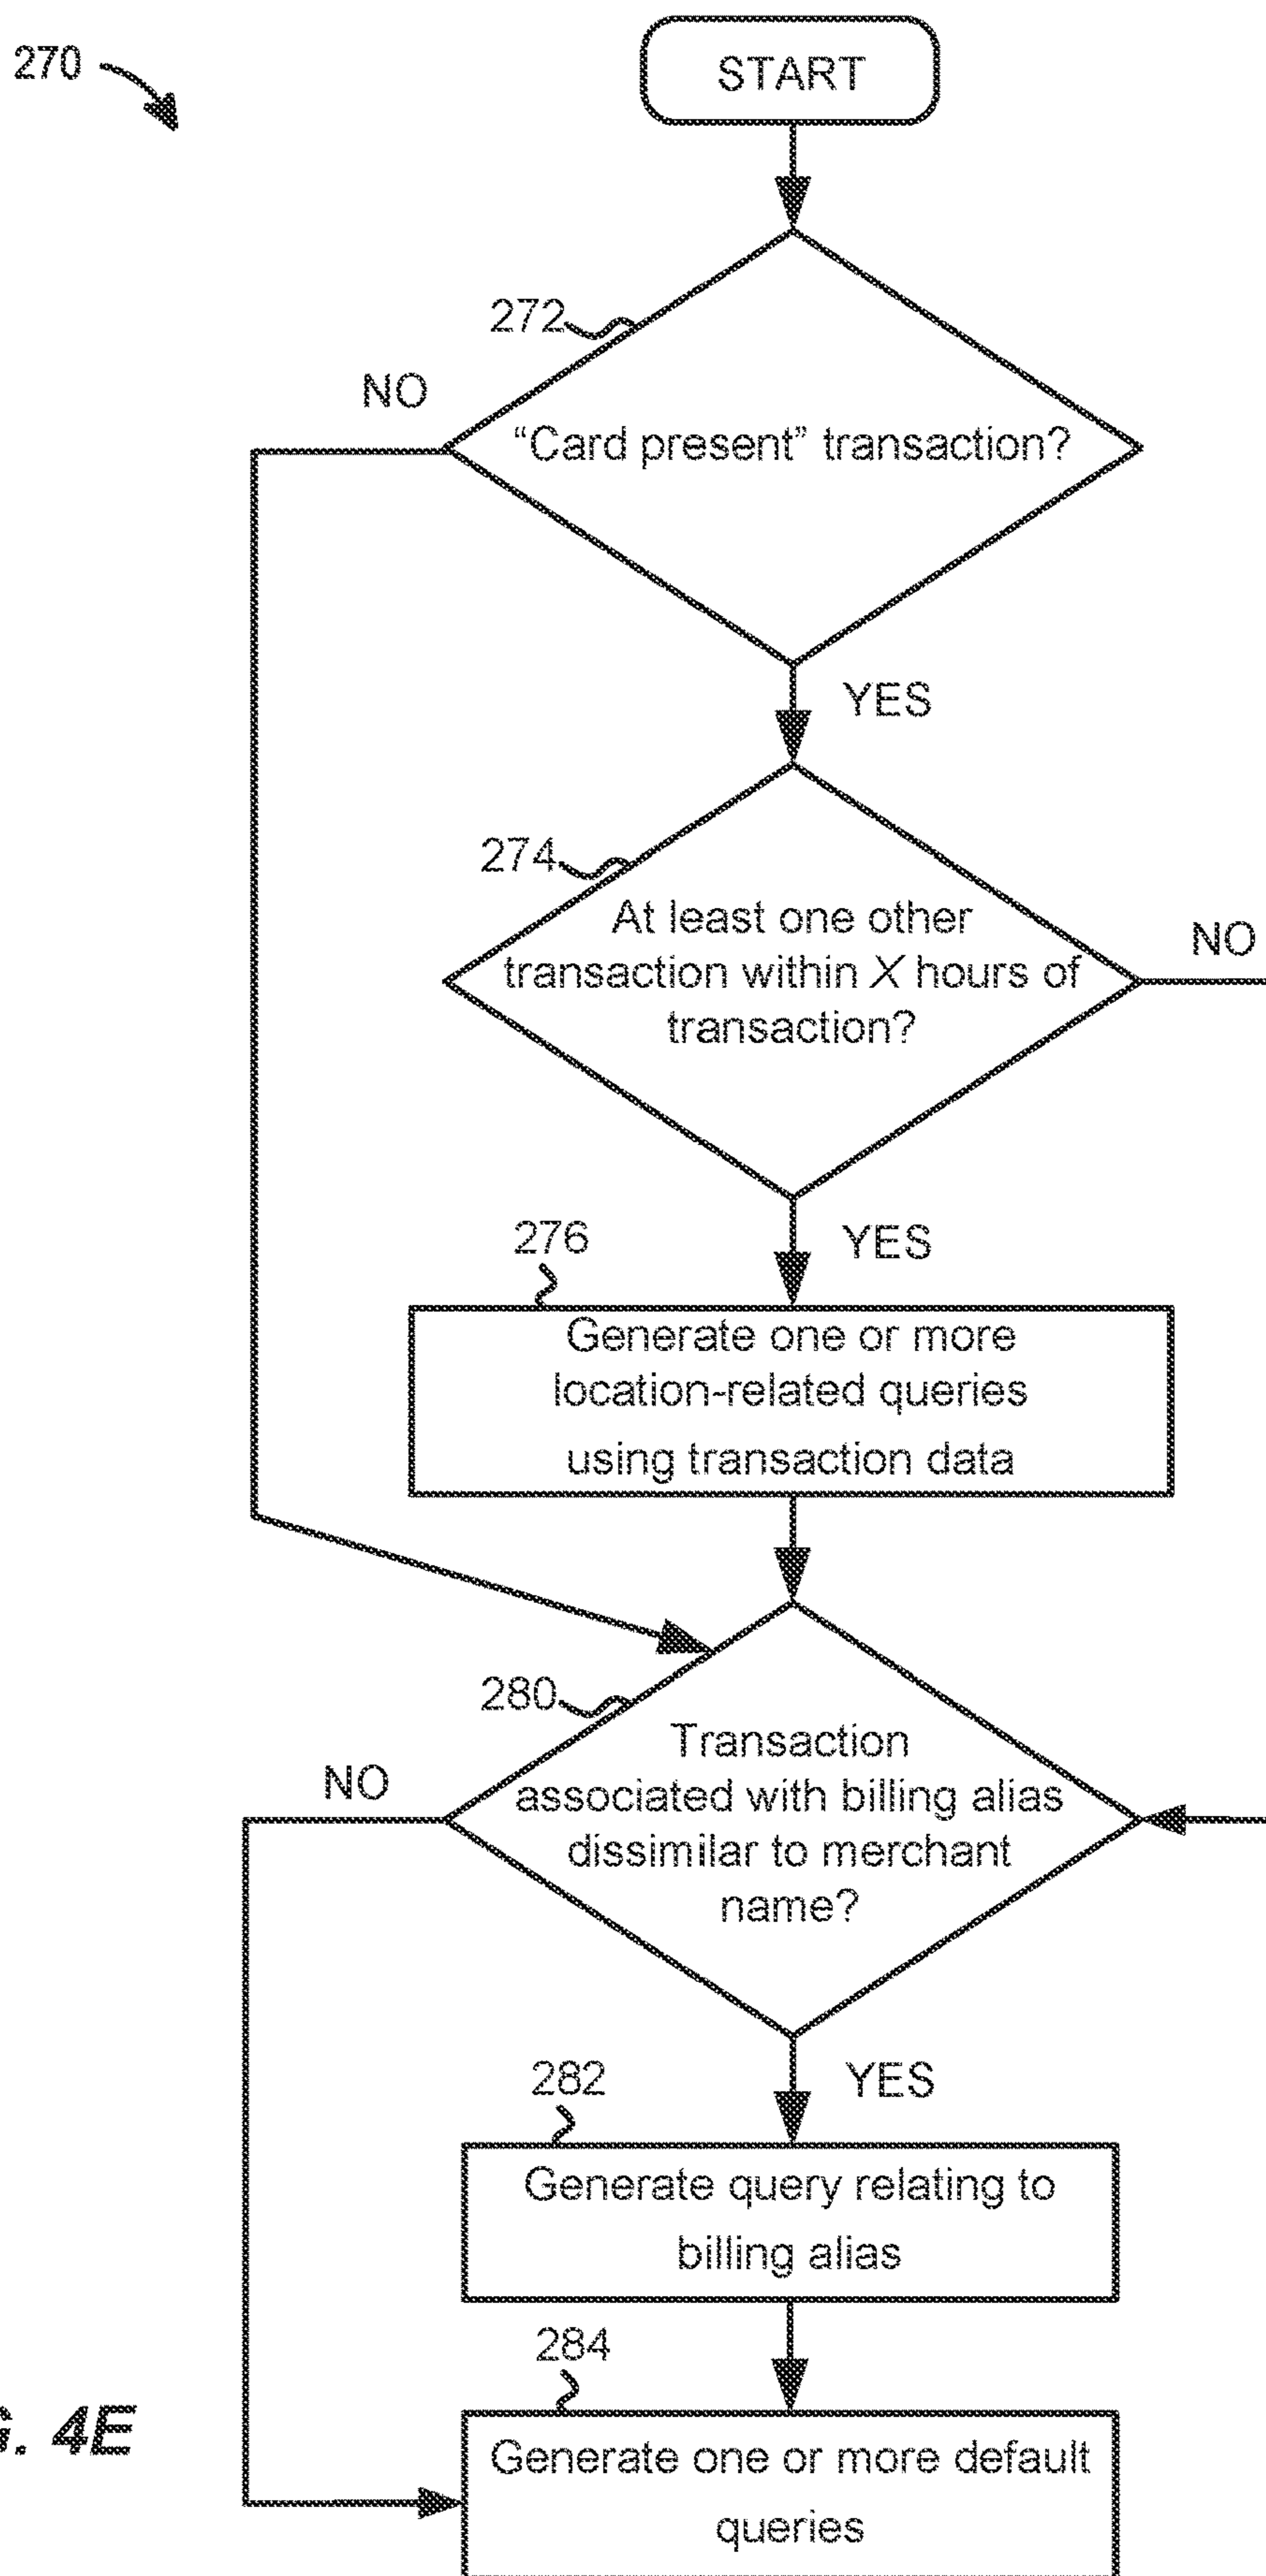 270
START
272
NO
“Card present” transaction?
YES
274
At least one other
NO
transaction within X hours of
transaction?
276
YES
Generate one or more
location-related queries
using transaction data
280
Transaction
NO
associated with billing alias
dissimilar to merchant
name?
282
YES
Generate query relating to
billing alias
284
G. 4E
Generate one or more default
queries